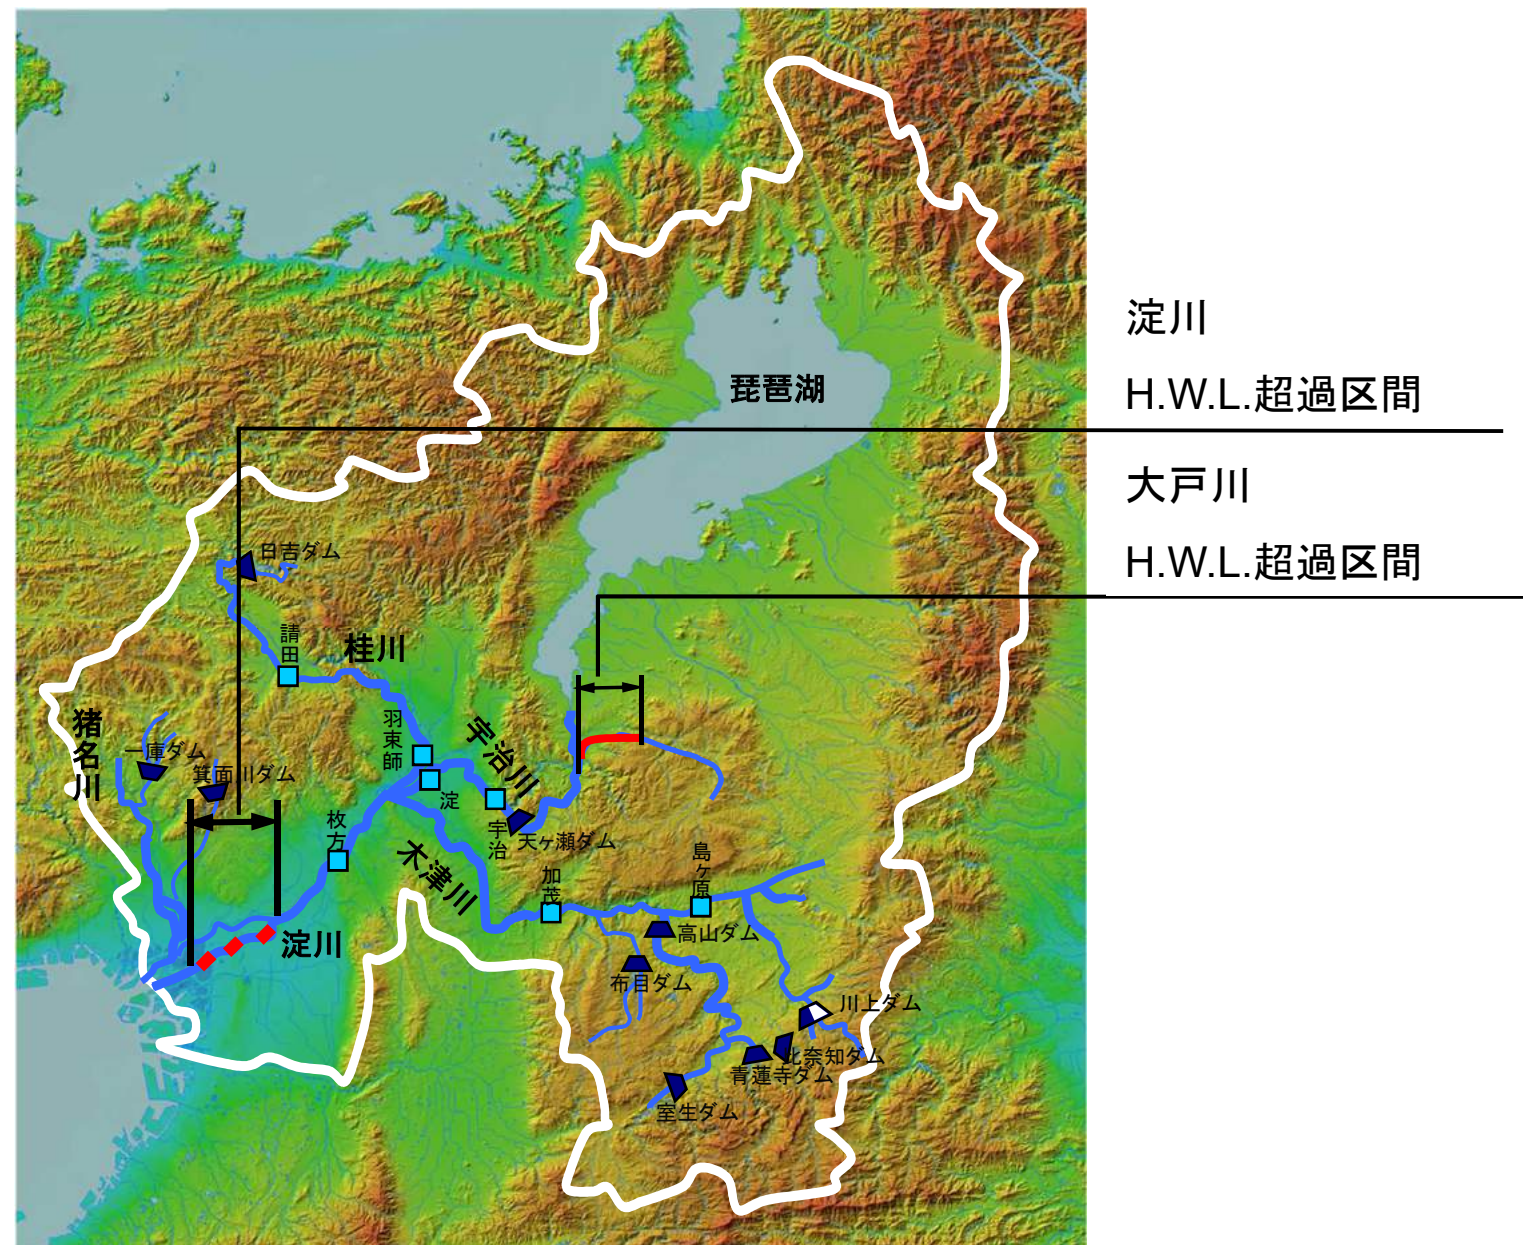 淀川
H.W.L.超過区間
琵琶湖
大戸川
H.W.L.超過区間
日吉ダム
請田
桂川
羽束師
宇治川
猪名川
一庫ダム
箕面川ダム
淀
枚方
宇治
天ヶ瀬ダム
木津川
島ヶ原
加茂
淀川
高山ダム
布目ダム
川上ダム
比奈知ダム
青蓮寺ダム
室生ダム